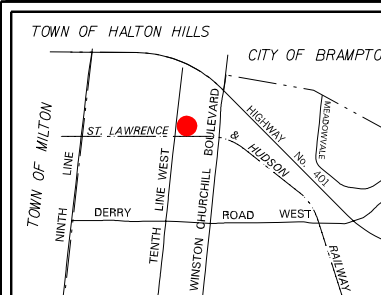 TOWN OF HALTON HILLS
CITY OF BRAMPTO
TOWN OF MILTON
NINTH LINE
ST. LAWRENCE & HUDSON RAILWAY
TENTH LINE WEST
WINSTON CHURCHILL BOULEVARD
HIGHWAY No. 401
MEADOWVALE
DERRY ROAD WEST